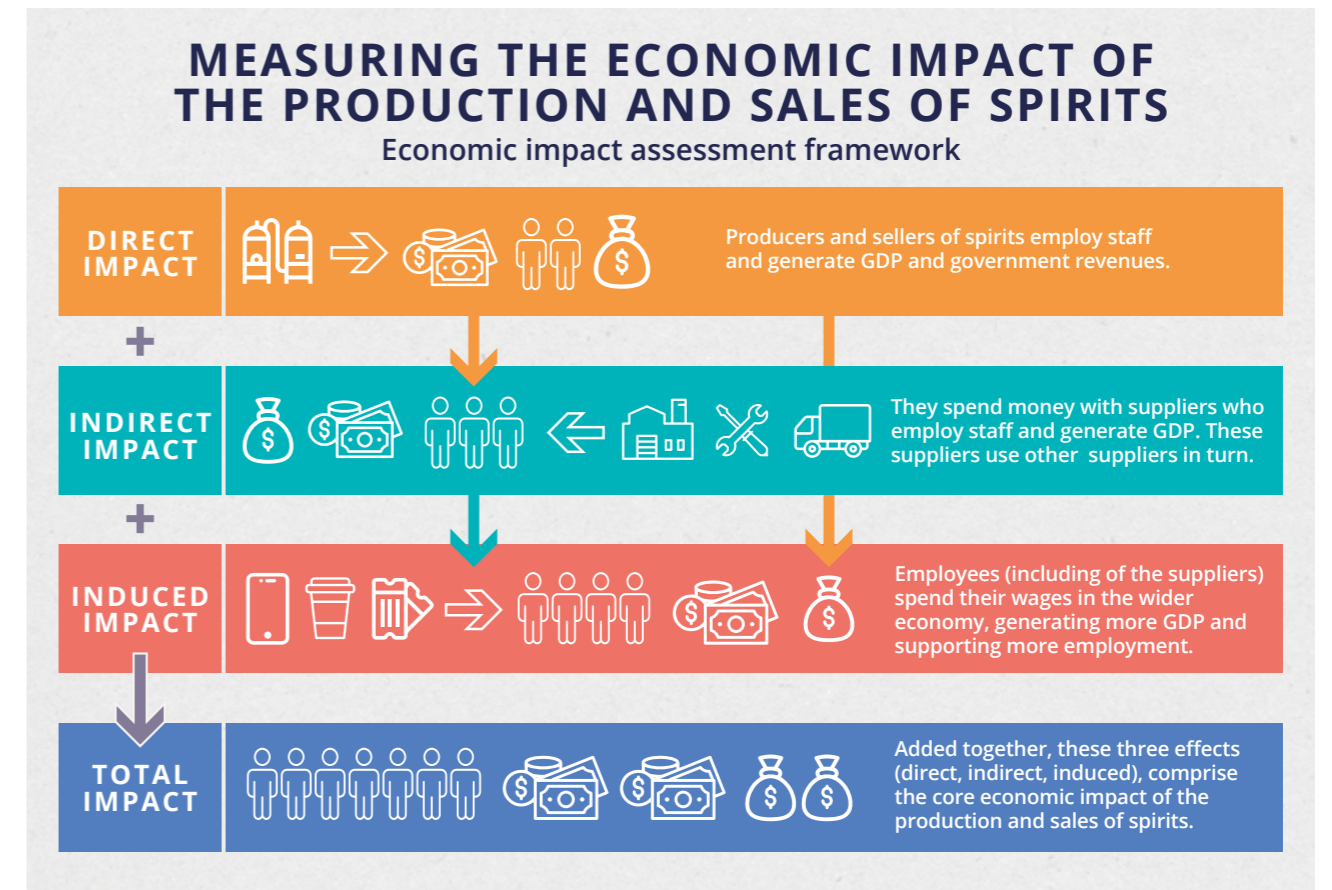 MEASURING THE ECONOMIC IMPACT OF
THE PRODUCTION AND SALES OF SPIRITS
Economic impact assessment framework
DIRECT
IMPACT
$
$
Producers and sellers of spirits employ staff
and generate GDP and government revenues.
+
INDIRECT
IMPACT
$
$
They spend money with suppliers who
employ staff and generate GDP. These
suppliers use other suppliers in turn.
+
INDUCED
IMPACT
$
$
Employees (including of the suppliers)
spend their wages in the wider
economy, generating more GDP and
supporting more employment.
TOTAL
IMPACT
$
$
$
$
Added together, these three effects
(direct, indirect, induced), comprise
the core economic impact of the
production and sales of spirits.